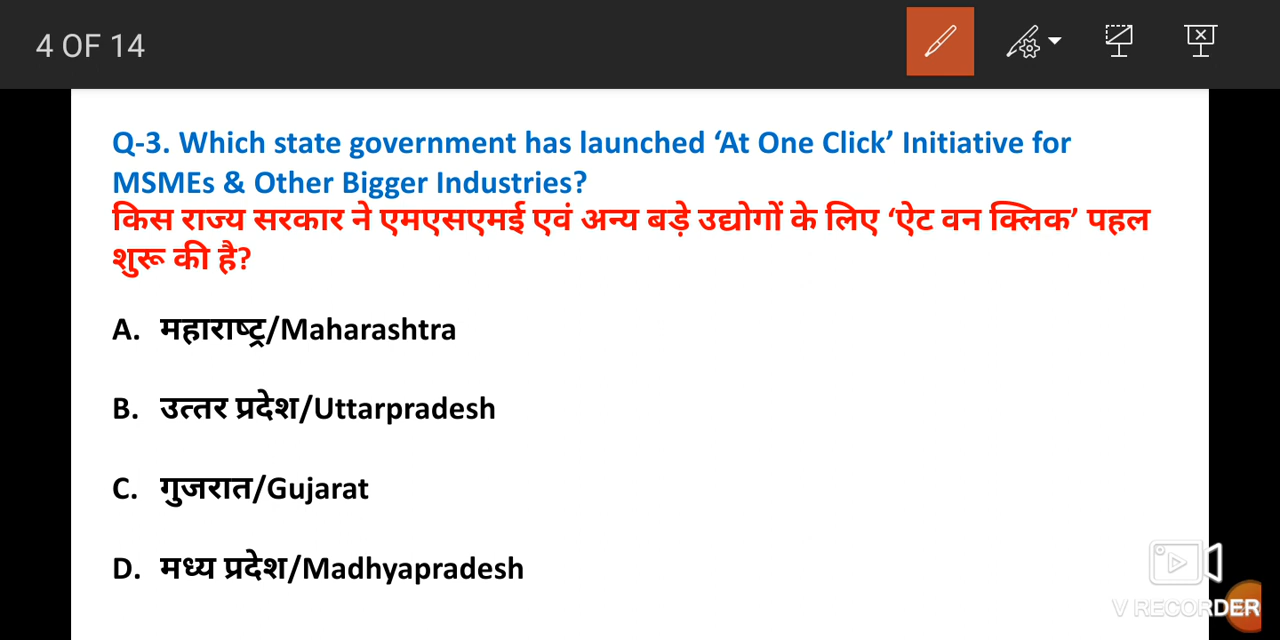 4 OF 14
Q-3. Which state government has launched ‘At One Click’ Initiative for
MSMEs & Other Bigger Industries?
किस राज्य सरकार ने एमएसएमई एवं अन्य बड़े उद्योगों के लिए ‘ऐट वन क्लिक’ पहल
शुरू की है?
A. महाराष्ट्र/Maharashtra
B. उत्तर प्रदेश/Uttarpradesh
C. गुजरात/Gujarat
D. मध्य प्रदेश/Madhyapradesh
V RECORDER